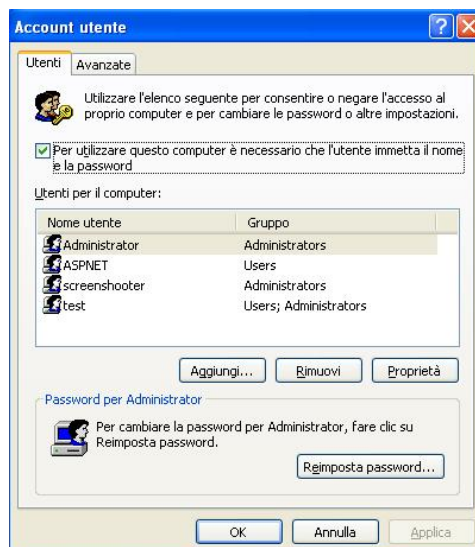 Account utente
Utenti Avanzate
Utilizzare l'elenco seguente per consentire o negare l'accesso al
proprio computer e per cambiare le password o altre impostazioni.
Per utilizzare questo computer è necessario che l'utente immetta il nome
e la password
Utenti per il computer:
Nome utente Gruppo
Administrator Administrators
ASPNET Users
screenshooter Administrators
test Users; Administrators
Aggiungi... Rimuovi Proprietà
Password per Administrator
Per cambiare la password per Administrator, fare clic su
Reimposta password.
Reimposta password...
OK Annulla Applica